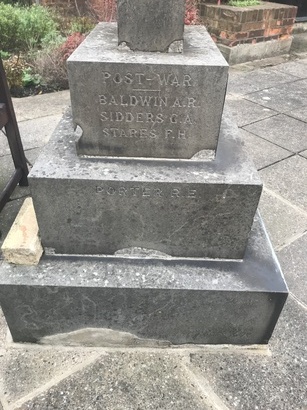 POST-WAR
BALDWIN A.R.
SIDDERS G.A.
STARES F.H.
PORTER R.E.